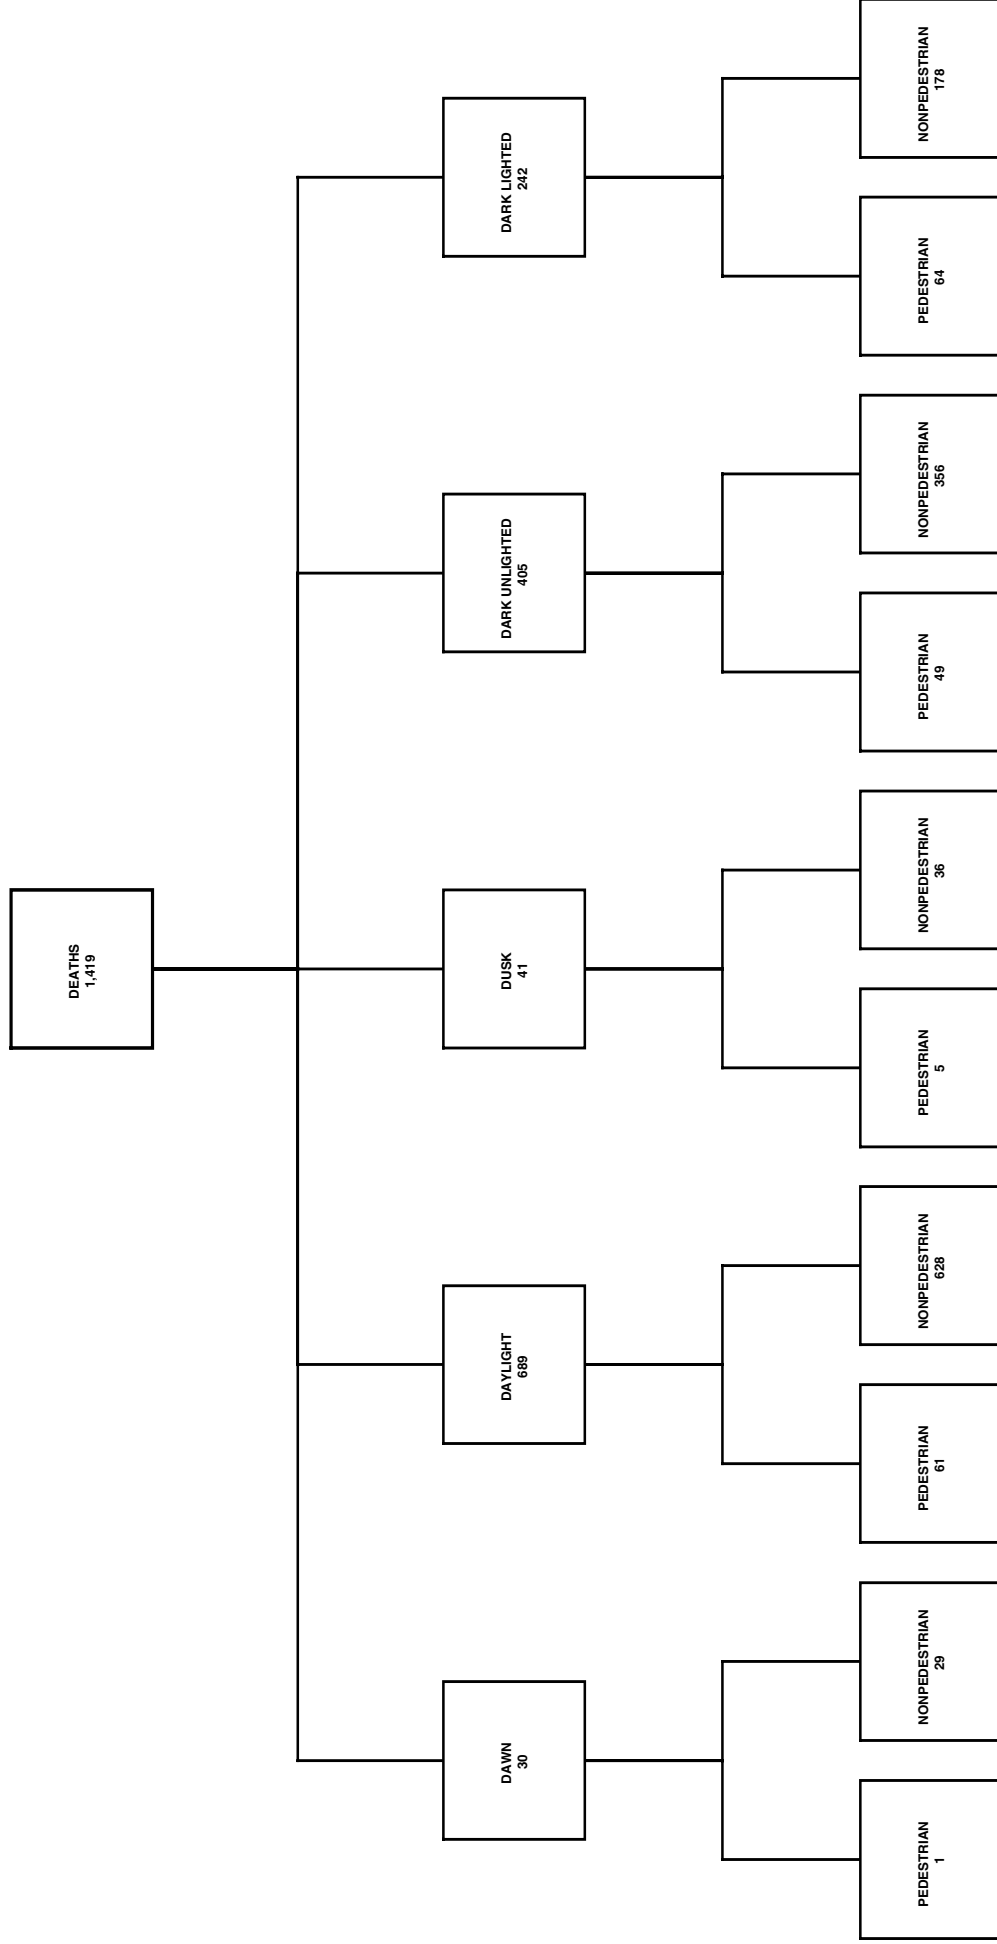 DEATHS
1,419
DAWN
30
DAYLIGHT
689
DUSK
41
DARK UNLIGHTED
405
DARK LIGHTED
242
PEDESTRIAN
1
NONPEDESTRIAN
29
PEDESTRIAN
61
NONPEDESTRIAN
628
PEDESTRIAN
5
NONPEDESTRIAN
36
PEDESTRIAN
49
NONPEDESTRIAN
356
PEDESTRIAN
64
NONPEDESTRIAN
178